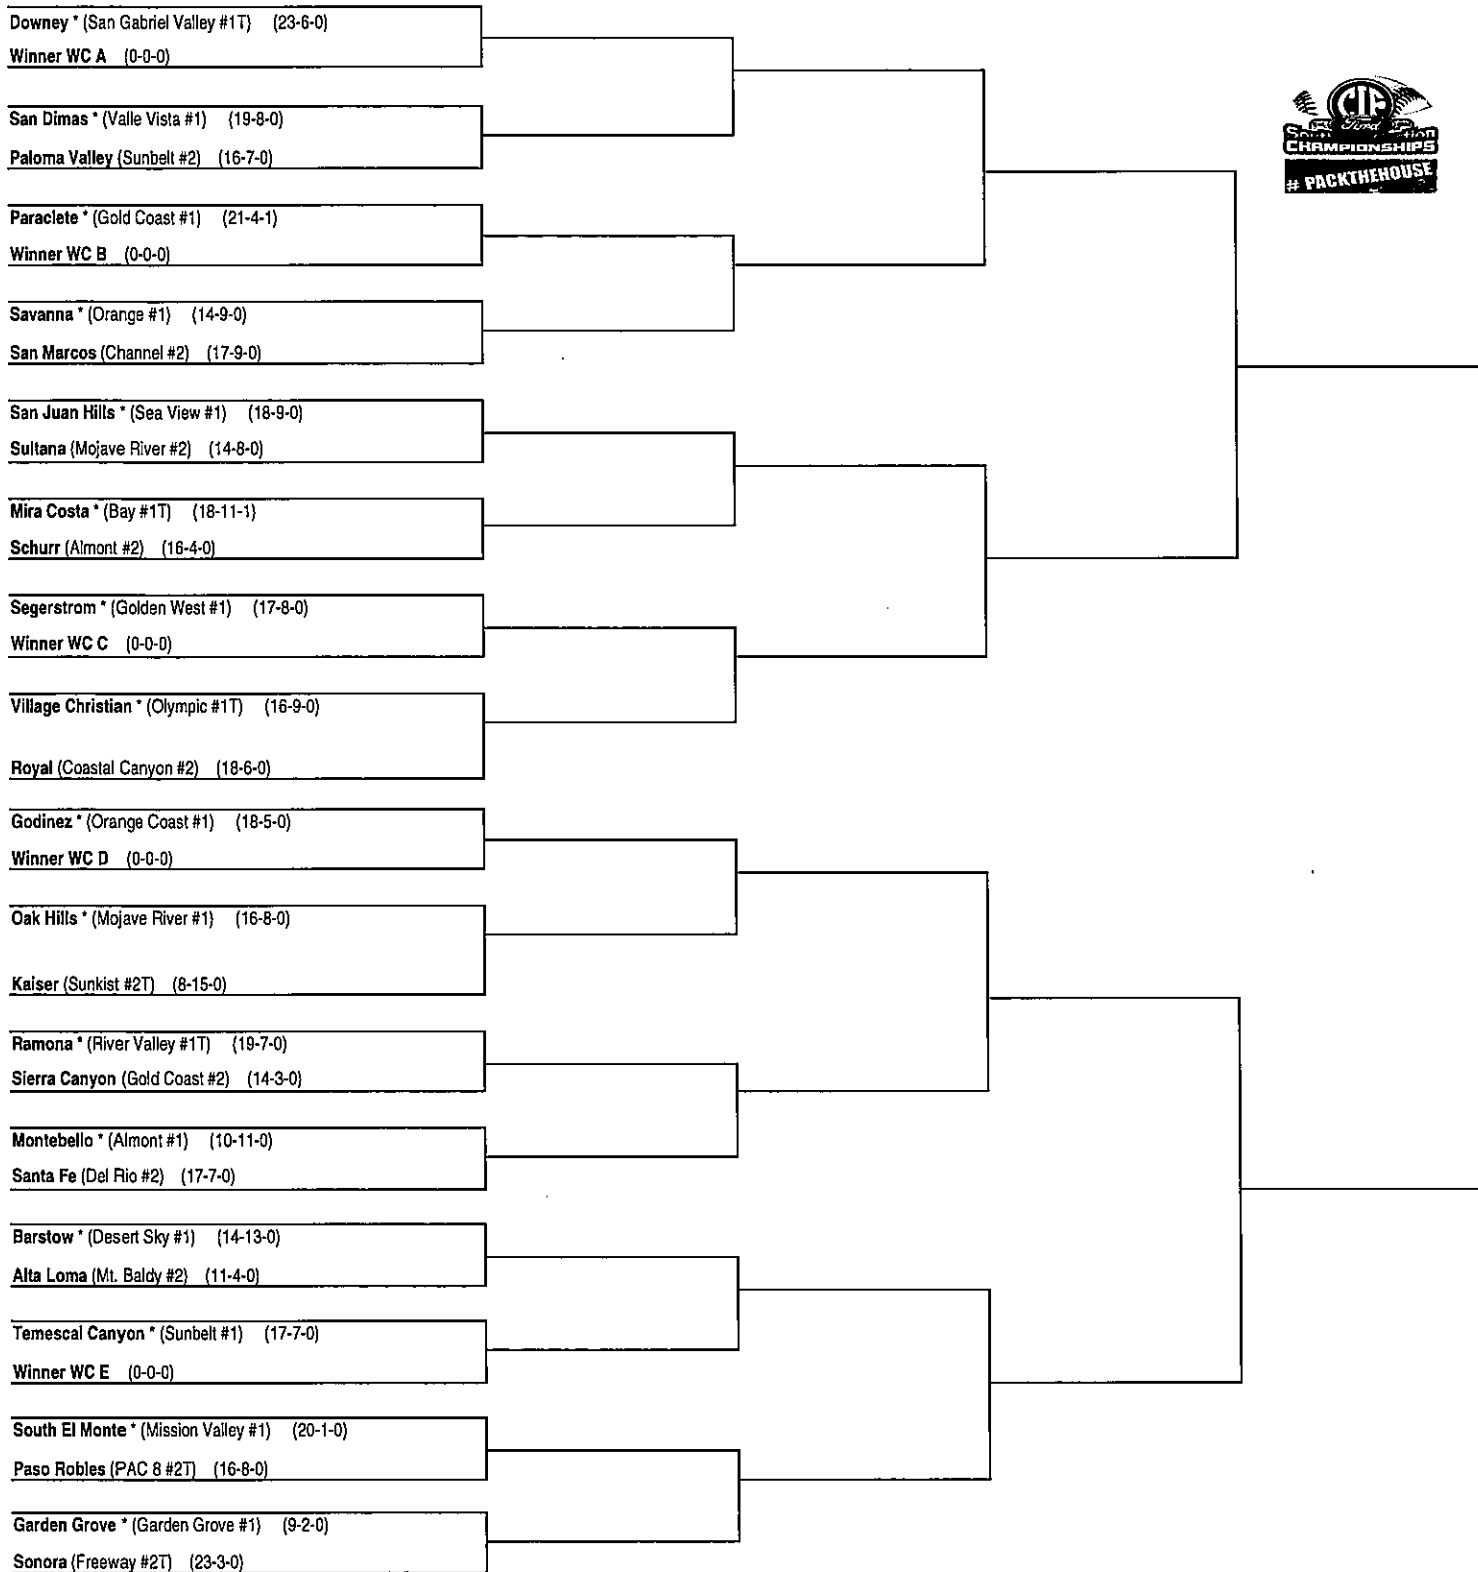 Downey * (San Gabriel Valley #1T) (23-6-0)
Winner WC A (0-0-0)
San Dimas * (Valle Vista #1) (19-8-0)
Paloma Valley (Sunbelt #2) (16-7-0)
Paraclete * (Gold Coast #1) (21-4-1)
Winner WC B (0-0-0)
Savanna * (Orange #1) (14-9-0)
San Marcos (Channel #2) (17-9-0)
San Juan Hills * (Sea View #1) (18-9-0)
Sultana (Mojave River #2) (14-8-0)
Mira Costa * (Bay #1T) (18-11-1)
Schurr (Almont #2) (16-4-0)
Segerstrom * (Golden West #1) (17-8-0)
Winner WC C (0-0-0)
Village Christian * (Olympic #1T) (16-9-0)
Royal (Coastal Canyon #2) (18-6-0)
Godinez * (Orange Coast #1) (18-5-0)
Winner WC D (0-0-0)
Oak Hills * (Mojave River #1) (16-8-0)
Kaiser (Sunkist #2T) (8-15-0)
Ramona * (River Valley #1T) (19-7-0)
Sierra Canyon (Gold Coast #2) (14-3-0)
Montebello * (Almont #1) (10-11-0)
Santa Fe (Del Rio #2) (17-7-0)
Barstow * (Desert Sky #1) (14-13-0)
Alta Loma (Mt. Baldy #2) (11-4-0)
Temescal Canyon * (Sunbelt #1) (17-7-0)
Winner WC E (0-0-0)
South El Monte * (Mission Valley #1) (20-1-0)
Paso Robles (PAC 8 #2T) (16-8-0)
Garden Grove * (Garden Grove #1) (9-2-0)
Sonora (Freeway #2T) (23-3-0)
CIF
Ford
CHAMPIONSHIPS
# PACKTHEHOUSE